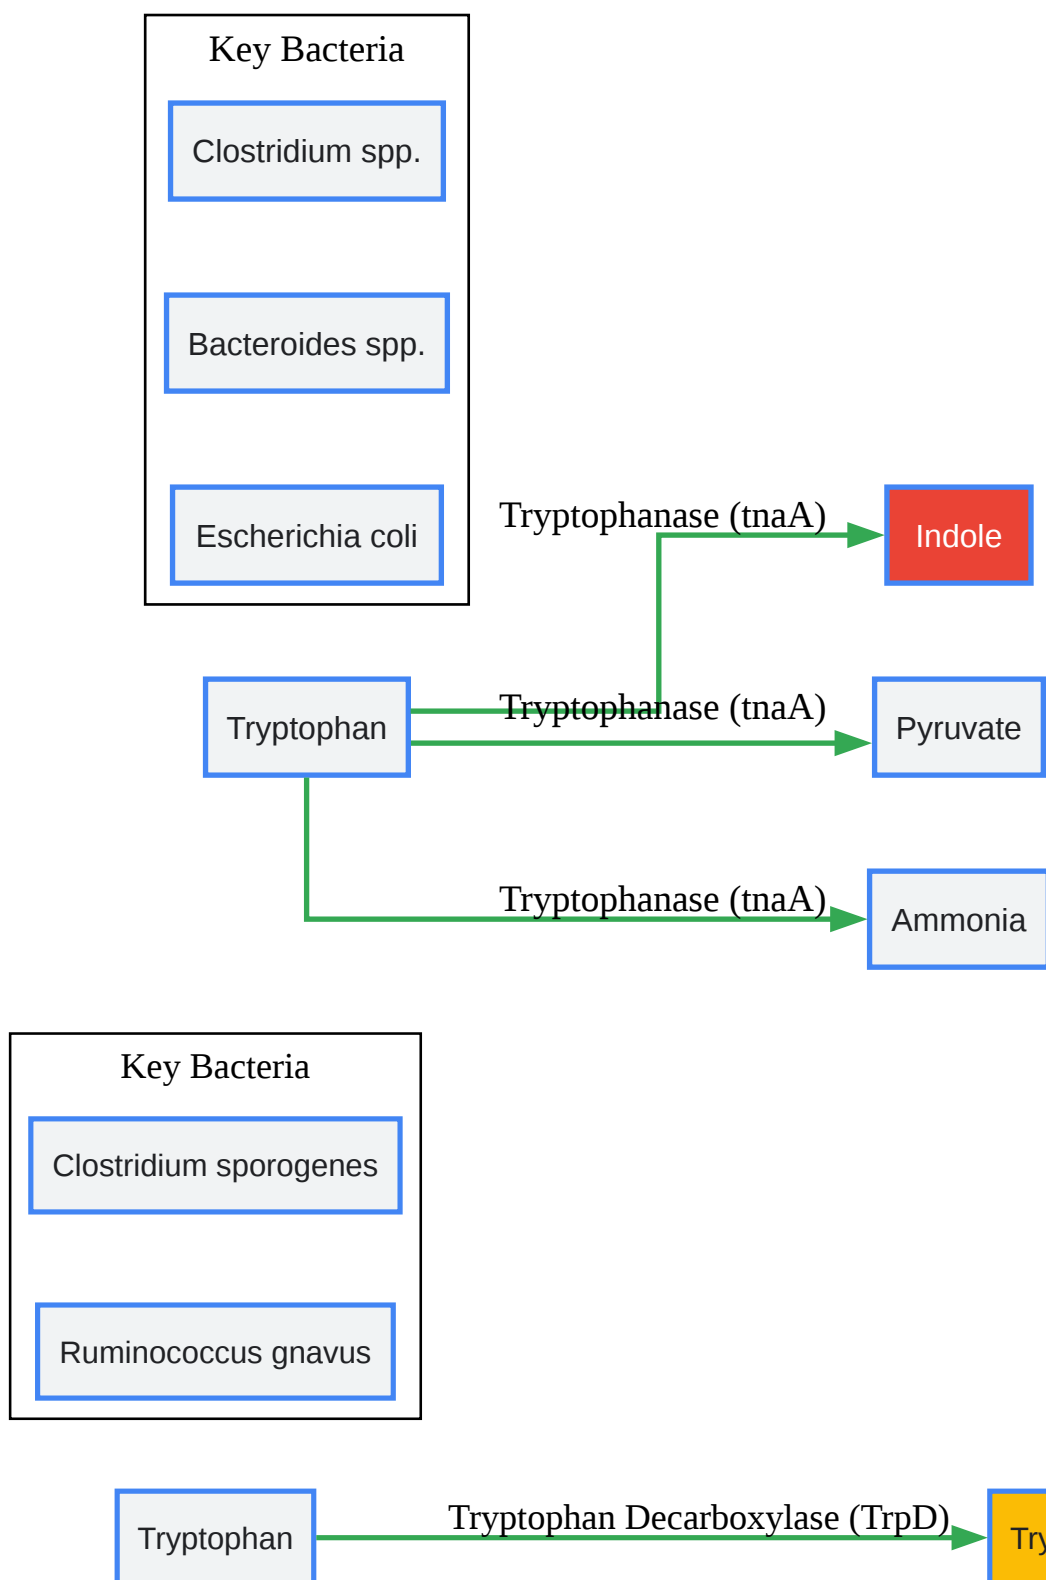 Key Bacteria
Clostridium spp.
Bacteroides spp.
Escherichia coli
Tryptophanase (tnaA)
Indole
Tryptophan
Tryptophanase (tnaA)
Pyruvate
Tryptophanase (tnaA)
Ammonia
Key Bacteria
Clostridium sporogenes
Ruminococcus gnavus
Tryptophan
Tryptophan Decarboxylase (TrpD)